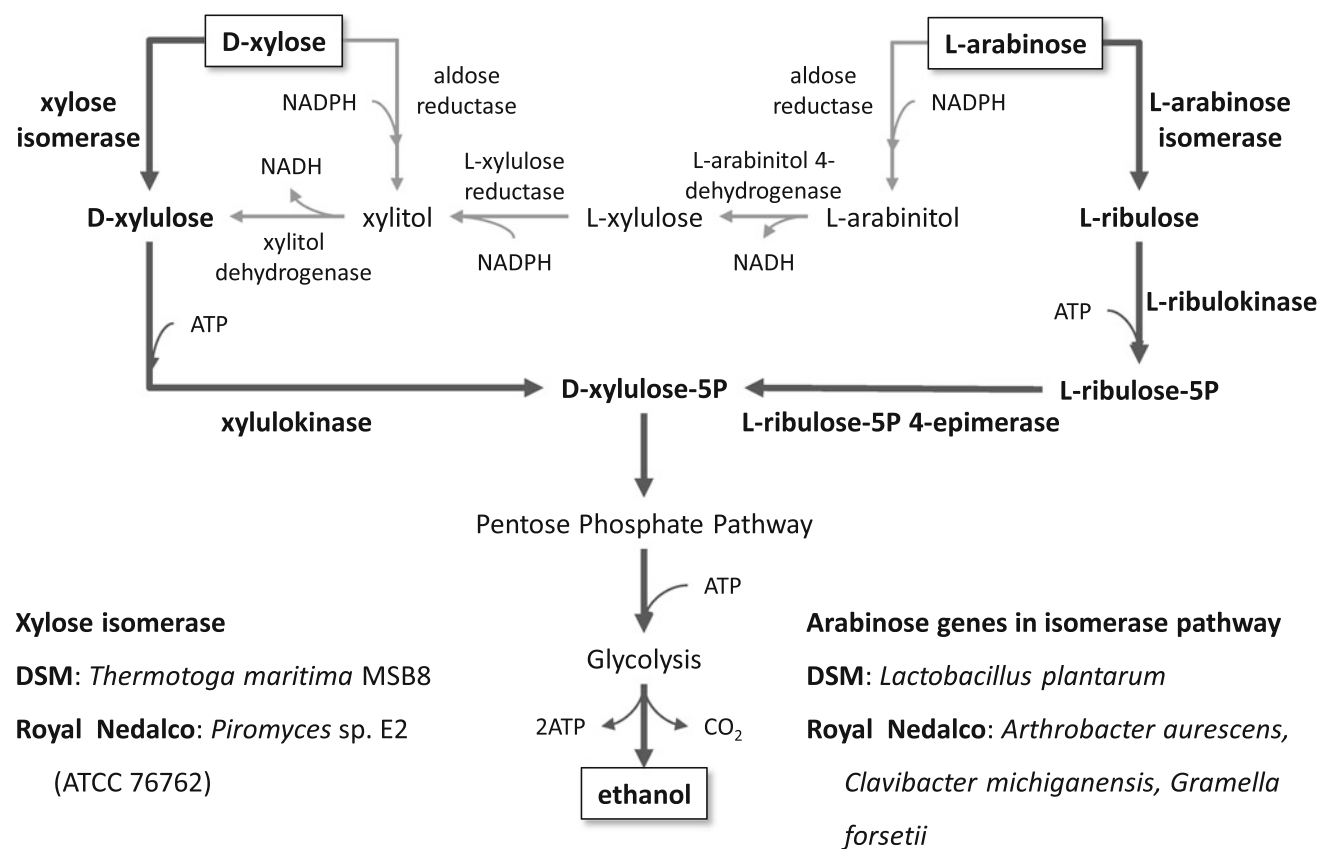 D-xylose
L-arabinose
xylose
isomerase
NADPH
aldose
reductase
aldose
reductase
NADPH
L-arabinose
isomerase
NADH
L-xylulose
reductase
L-arabinitol 4-
dehydrogenase
D-xylulose
xylitol
L-xylulose
L-arabinitol
L-ribulose
xylitol
dehydrogenase
NADPH
NADH
ATP
ATP
L-ribulokinase
D-xylulose-5P
L-ribulose-5P
xylulokinase
L-ribulose-5P 4-epimerase
Pentose Phosphate Pathway
ATP
Glycolysis
2ATP
CO₂
ethanol
Xylose isomerase
DSM: Thermotoga maritima MSB8
Royal Nedalco: Piromyces sp. E2
(ATCC 76762)
Arabinose genes in isomerase pathway
DSM: Lactobacillus plantarum
Royal Nedalco: Arthrobacter aurescens,
Clavibacter michiganensis, Gramella
forsetii